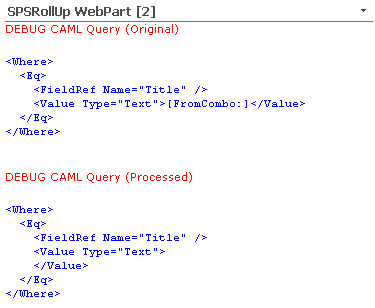 SPSRollUp WebPart [2]
DEBUG CAML Query (Original)
<Where>
<Eq>
<FieldRef Name="Title" />
<Value Type="Text">[FromCombo:]</Value>
</Eq>
</Where>
DEBUG CAML Query (Processed)
<Where>
<Eq>
<FieldRef Name="Title" />
<Value Type="Text">
</Value>
</Eq>
</Where>